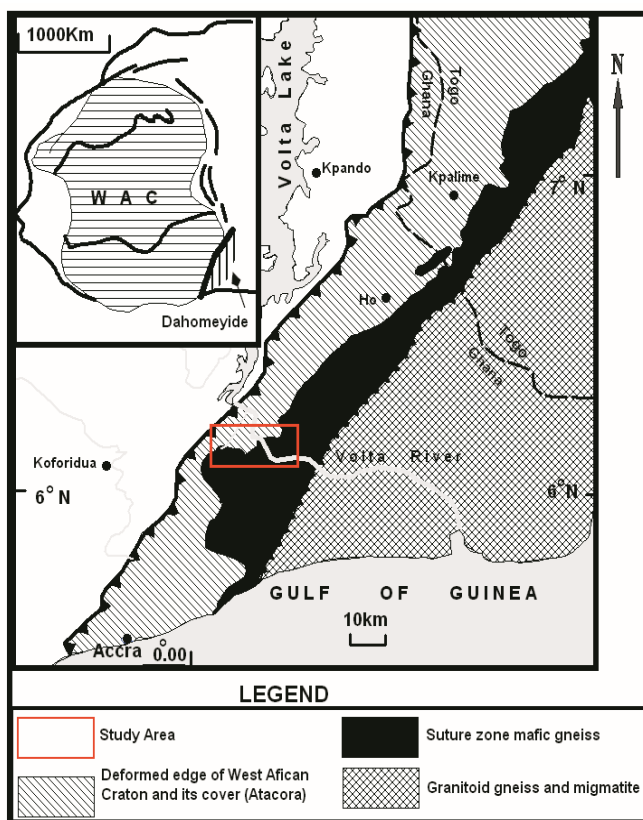 1000Km
W A C
Dahomeyide
Volta Lake
Togo
Ghana
N
Kpando
Kpalime
7° N
Ho
Togo
Ghana
Koforidua
Volta River
6° N
6° N
GULF OF GUINEA
10km
Accra
0.00°
LEGEND
Study Area
Suture zone mafic gneiss
Deformed edge of West Afican
Craton and its cover (Atacora)
Granitoid gneiss and migmatite